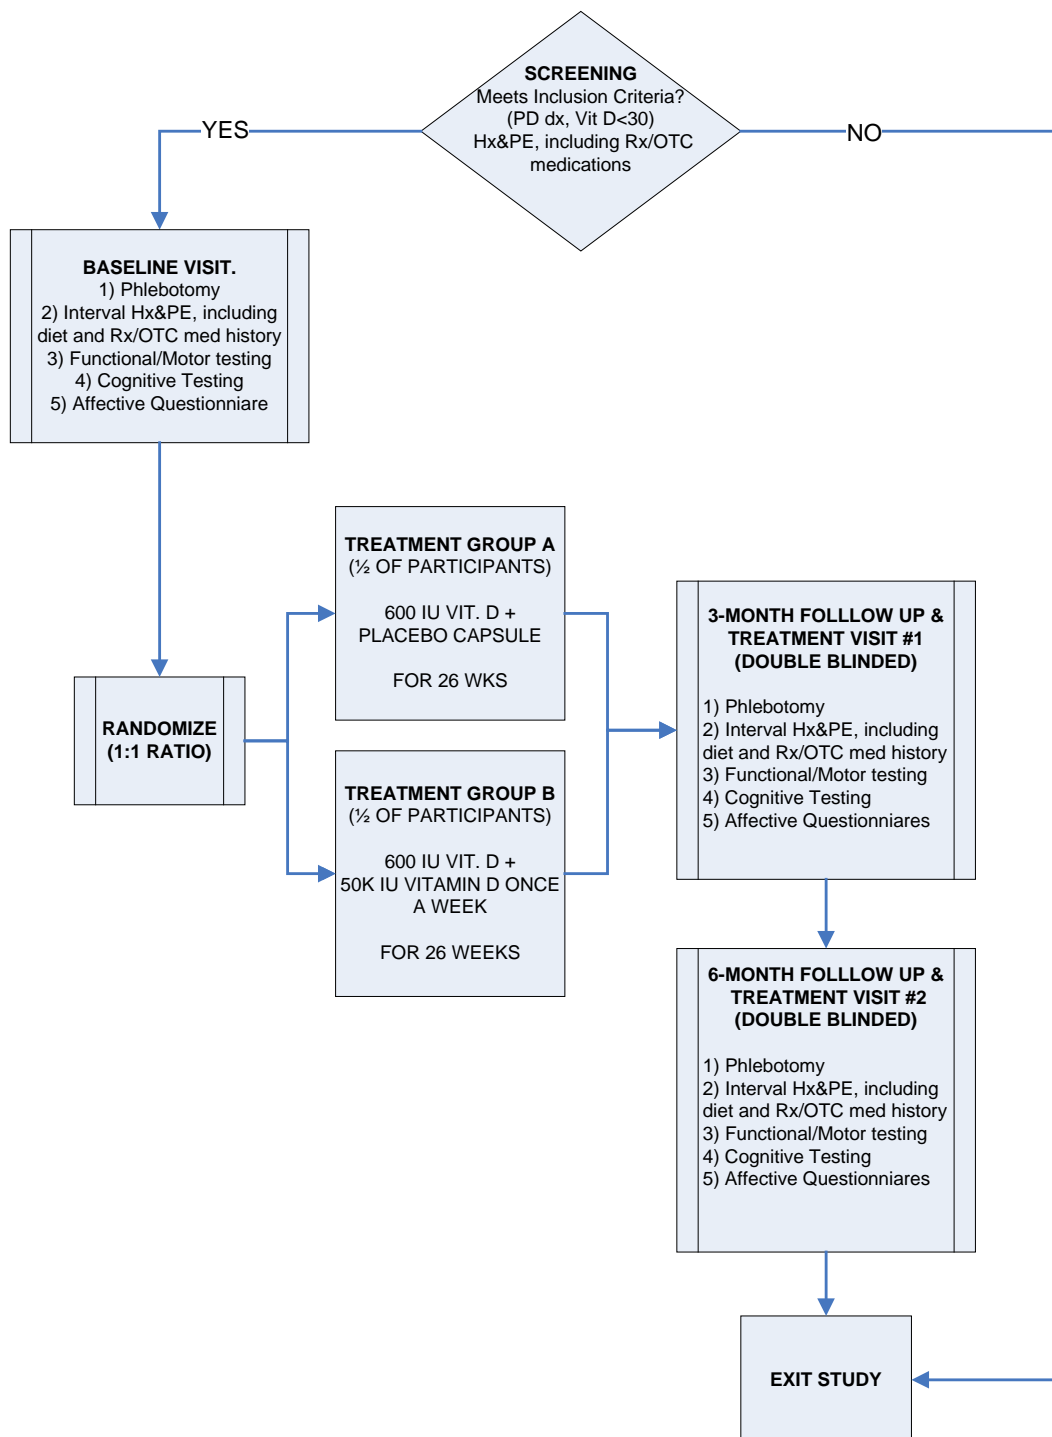 SCREENING
Meets Inclusion Criteria?
(PD dx, Vit D<30)
Hx&PE, including Rx/OTC
medications
YES
NO
BASELINE VISIT.
1) Phlebotomy
2) Interval Hx&PE, including
diet and Rx/OTC med history
3) Functional/Motor testing
4) Cognitive Testing
5) Affective Questionniare
RANDOMIZE
(1:1 RATIO)
TREATMENT GROUP A
(½ OF PARTICIPANTS)
600 IU VIT. D +
PLACEBO CAPSULE
FOR 26 WKS
TREATMENT GROUP B
(½ OF PARTICIPANTS)
600 IU VIT. D +
50K IU VITAMIN D ONCE
A WEEK
FOR 26 WEEKS
3-MONTH FOLLLOW UP &
TREATMENT VISIT #1
(DOUBLE BLINDED)
1) Phlebotomy
2) Interval Hx&PE, including
diet and Rx/OTC med history
3) Functional/Motor testing
4) Cognitive Testing
5) Affective Questionniares
6-MONTH FOLLLOW UP &
TREATMENT VISIT #2
(DOUBLE BLINDED)
1) Phlebotomy
2) Interval Hx&PE, including
diet and Rx/OTC med history
3) Functional/Motor testing
4) Cognitive Testing
5) Affective Questionniares
EXIT STUDY